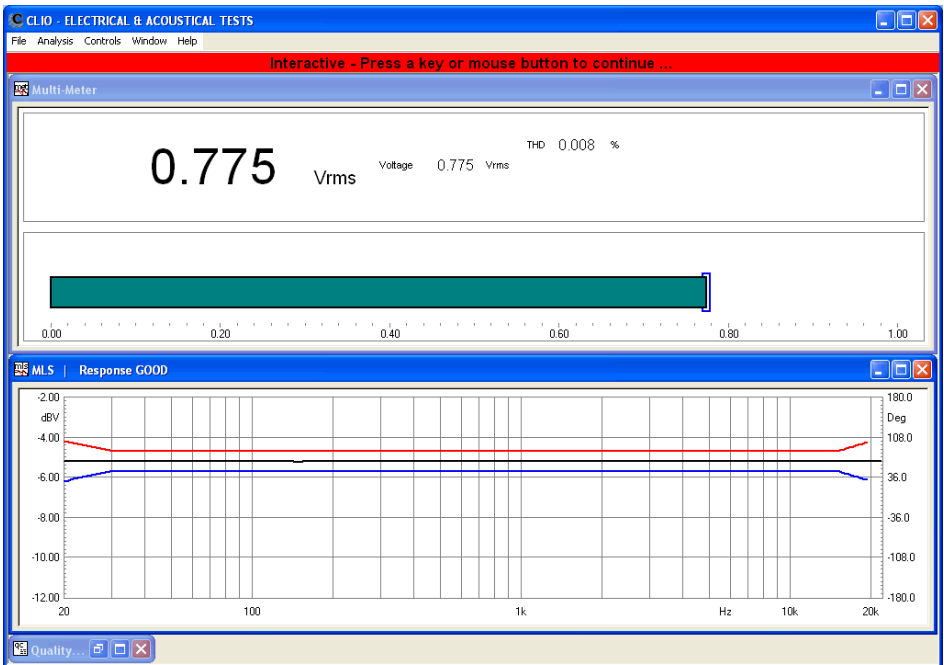 CLIO - ELECTRICAL & ACOUSTICAL TESTS
File Analysis Controls Window Help
Interactive - Press a key or mouse button to continue ...
Multi-Meter
0.775 Vrms Voltage 0.775 Vrms THD 0.008 %
0.00 0.20 0.40 0.60 0.80 1.00
MLS | Response GOOD
-2.00 180.0
dBV Deg
-4.00 108.0
-6.00 36.0
-8.00 -36.0
-10.00 -108.0
-12.00 -180.0
20 100 1k Hz 10k 20k
Quality...